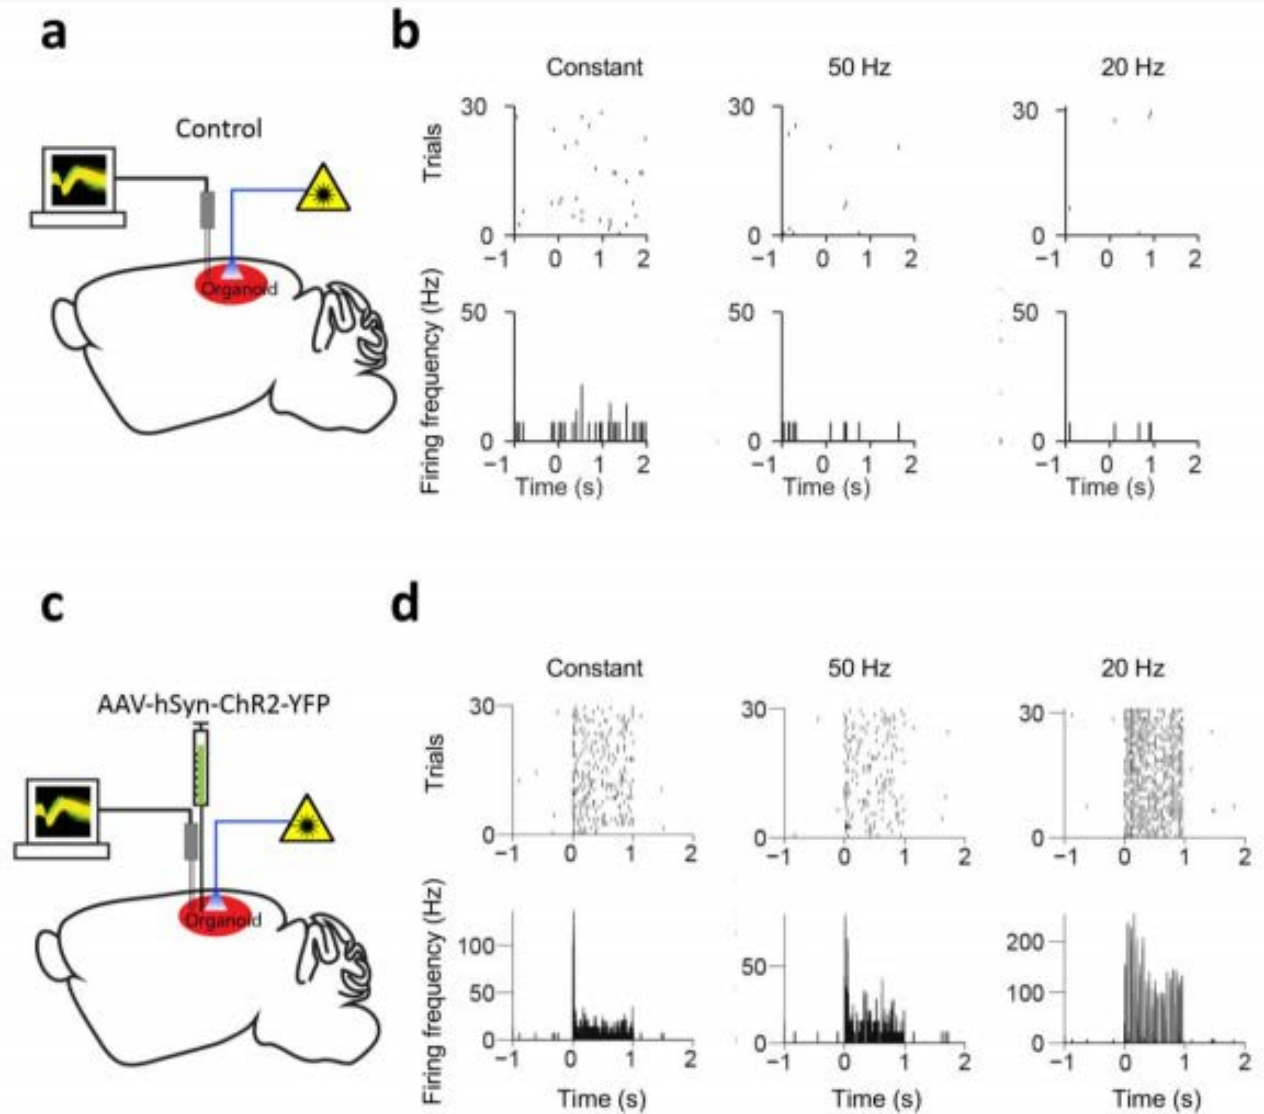 a
Control
Organoid
b
Constant 50 Hz 20 Hz
Trials
30 30 30
0 0 0
−1 0 1 2 −1 0 1 2 −1 0 1 2
Firing frequency (Hz)
50 50 50
0 0 0
−1 0 1 2 −1 0 1 2 −1 0 1 2
Time (s) Time (s) Time (s)
c
AAV-hSyn-ChR2-YFP
Organoid
d
Constant 50 Hz 20 Hz
Trials
30 30 30
0 0 0
−1 0 1 2 −1 0 1 2 −1 0 1 2
Firing frequency (Hz)
100 200
50 50 100
0 0 0
−1 0 1 2 −1 0 1 2 −1 0 1 2
Time (s) Time (s) Time (s)